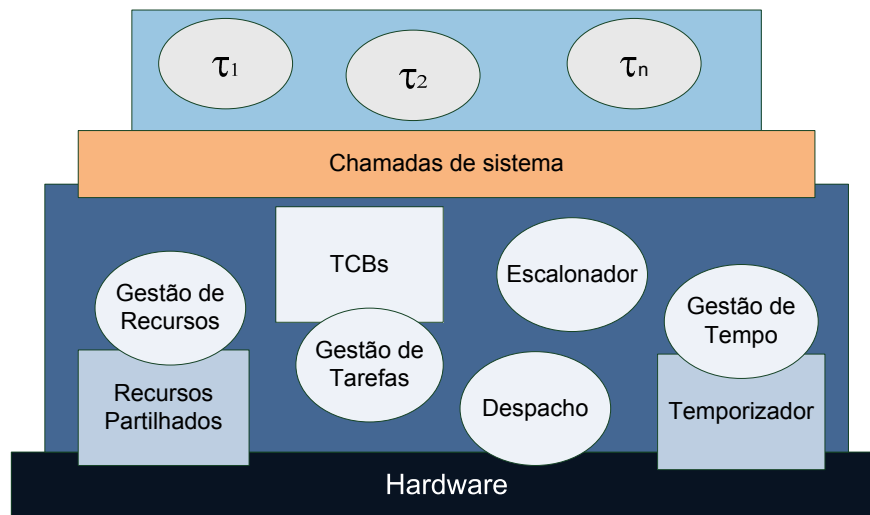 τ1
τ2
τn
Chamadas de sistema
TCBs
Escalonador
Gestão de
Recursos
Gestão de
Tempo
Gestão de
Tarefas
Recursos
Partilhados
Despacho
Temporizador
Hardware